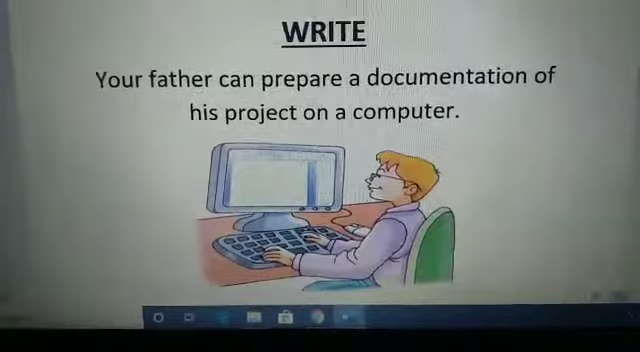 WRITE
Your father can prepare a documentation of
his project on a computer.